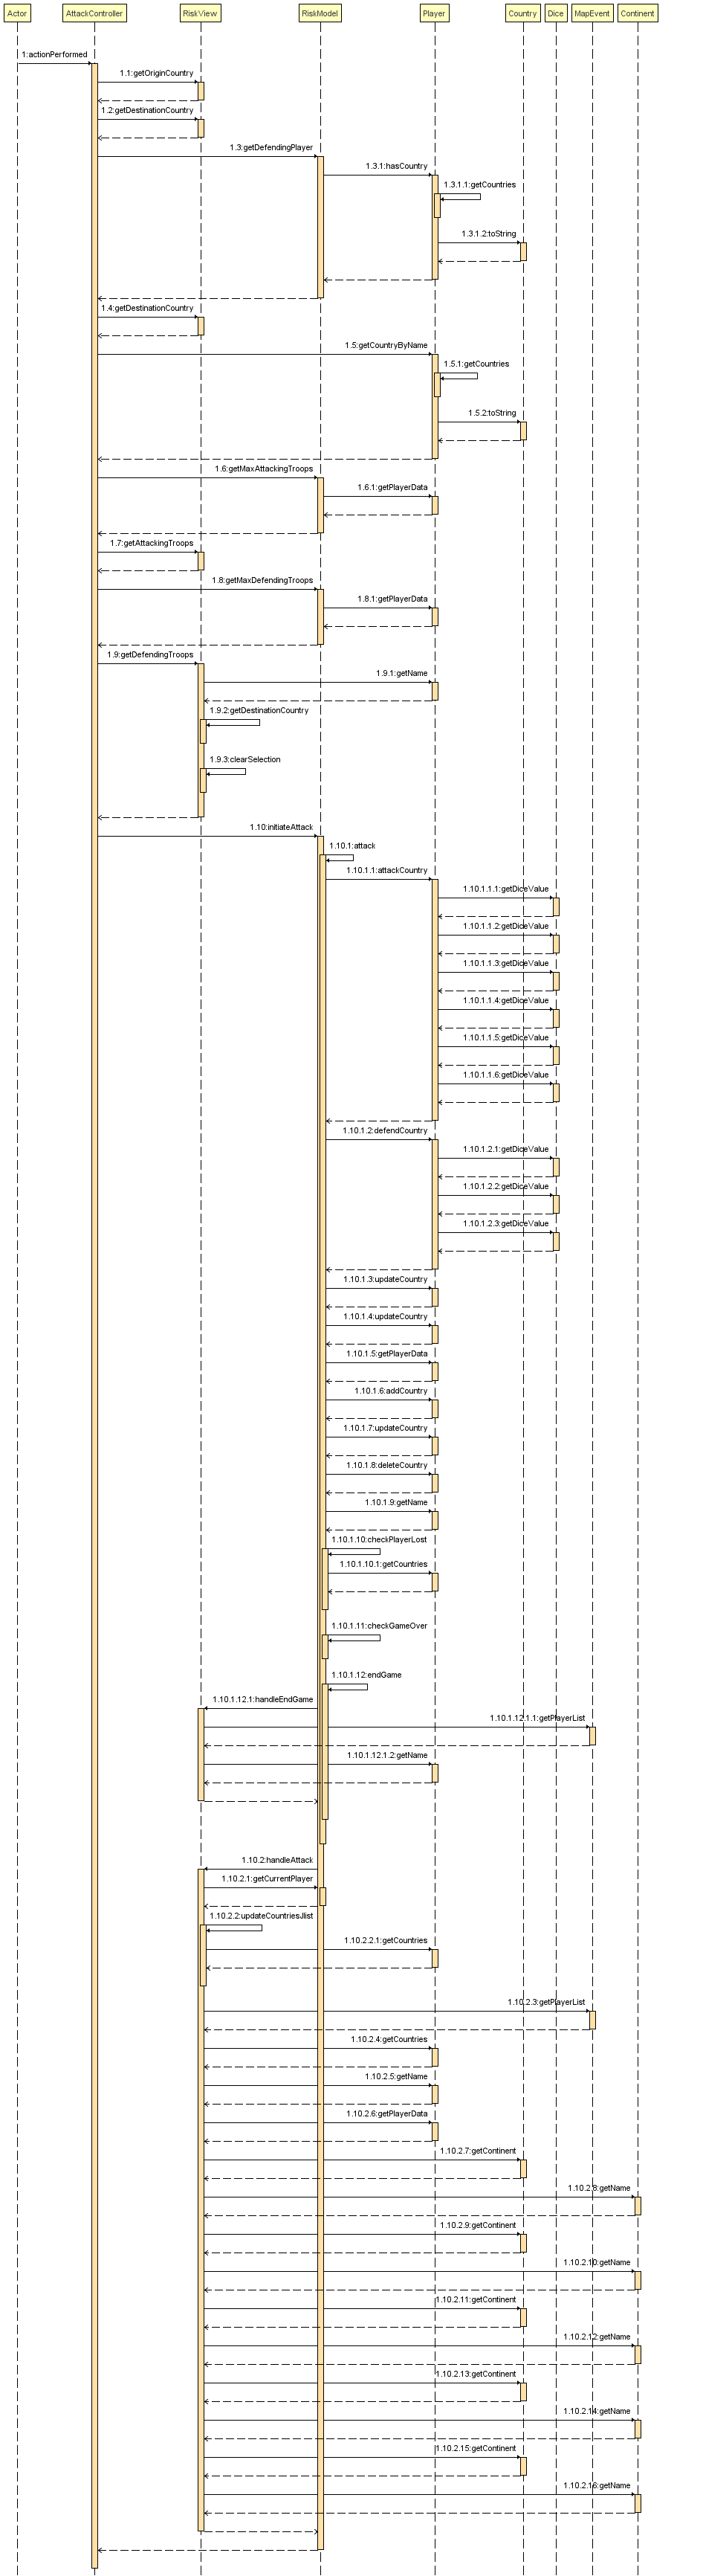 Actor
AttackController
RiskView
RiskModel
Player
Country
Dice
MapEvent
Continent
1:actionPerformed
1.1:getOriginCountry
1.2:getDestinationCountry
1.3:getDefendingPlayer
1.3.1:hasCountry
1.3.1.1:getCountries
1.3.1.2:toString
1.4:getDestinationCountry
1.5:getCountryByName
1.5.1:getCountries
1.5.2:toString
1.6:getMaxAttackingTroops
1.6.1:getPlayerData
1.7:getAttackingTroops
1.8:getMaxDefendingTroops
1.8.1:getPlayerData
1.9:getDefendingTroops
1.9.1:getName
1.9.2:getDestinationCountry
1.9.3:clearSelection
1.10:initiateAttack
1.10.1:attack
1.10.1.1:attackCountry
1.10.1.1.1:getDiceValue
1.10.1.1.2:getDiceValue
1.10.1.1.3:getDiceValue
1.10.1.1.4:getDiceValue
1.10.1.1.5:getDiceValue
1.10.1.1.6:getDiceValue
1.10.1.2:defendCountry
1.10.1.2.1:getDiceValue
1.10.1.2.2:getDiceValue
1.10.1.2.3:getDiceValue
1.10.1.3:updateCountry
1.10.1.4:updateCountry
1.10.1.5:getPlayerData
1.10.1.6:addCountry
1.10.1.7:updateCountry
1.10.1.8:deleteCountry
1.10.1.9:getName
1.10.1.10:checkPlayerLost
1.10.1.10.1:getCountries
1.10.1.11:checkGameOver
1.10.1.12:endGame
1.10.1.12.1:handleEndGame
1.10.1.12.1.1:getPlayerList
1.10.1.12.1.2:getName
1.10.2:handleAttack
1.10.2.1:getCurrentPlayer
1.10.2.2:updateCountriesJlist
1.10.2.2.1:getCountries
1.10.2.3:getPlayerList
1.10.2.4:getCountries
1.10.2.5:getName
1.10.2.6:getPlayerData
1.10.2.7:getContinent
1.10.2.8:getName
1.10.2.9:getContinent
1.10.2.10:getName
1.10.2.11:getContinent
1.10.2.12:getName
1.10.2.13:getContinent
1.10.2.14:getName
1.10.2.15:getContinent
1.10.2.16:getName